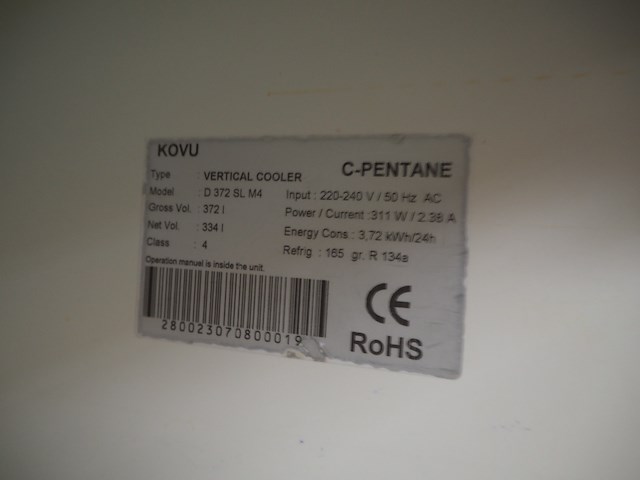 KOVU
C-PENTANE
Type : VERTICAL COOLER
Model : D 372 SL M4
Gross Vol. : 372 l
Net Vol. : 334 l
Class : 4
Input : 220-240 V / 50 Hz AC
Power / Current : 311 W / 2.38 A
Energy Cons : 3,72 kWh/24h
Refrig : 165 gr. R 134a
Operation manuel is inside the unit
280023070800019
CE
RoHS